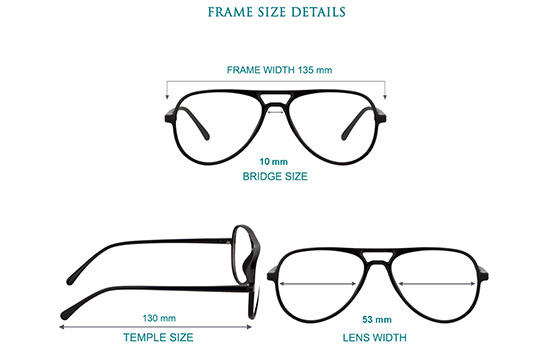 FRAME SIZE DETAILS
FRAME WIDTH 135 mm
10 mm
BRIDGE SIZE
130 mm
TEMPLE SIZE
53 mm
LENS WIDTH